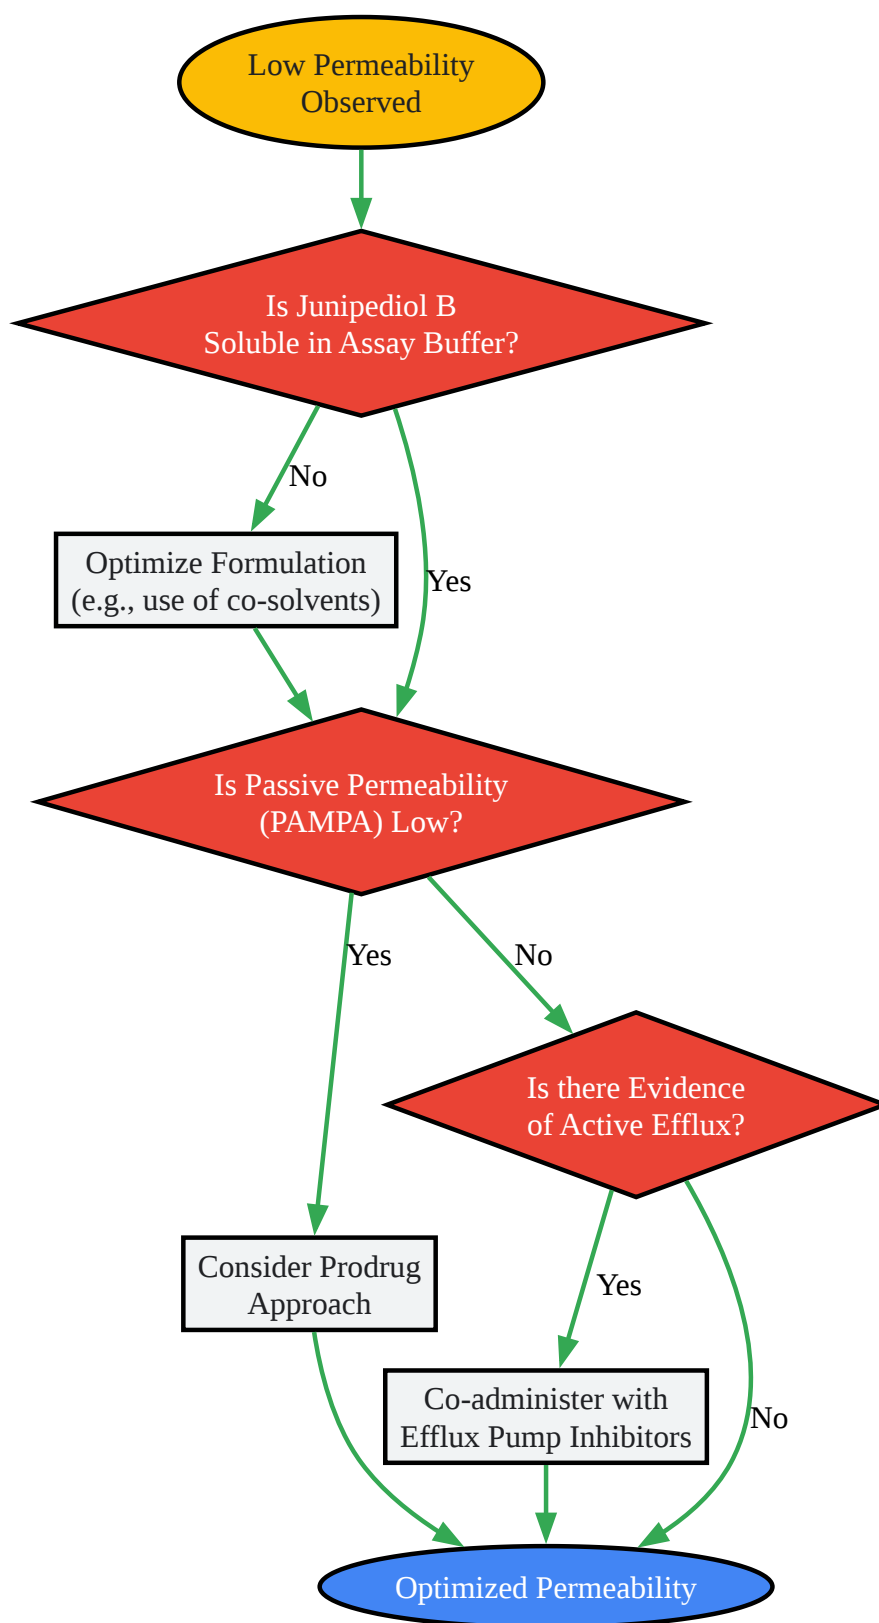 Low Permeability
Observed
Is Junipediol B
Soluble in Assay Buffer?
No
Optimize Formulation
(e.g., use of co-solvents)
Yes
Is Passive Permeability
(PAMPA) Low?
Yes
No
Is there Evidence
of Active Efflux?
Consider Prodrug
Approach
Yes
Co-administer with
Efflux Pump Inhibitors
No
Optimized Permeability